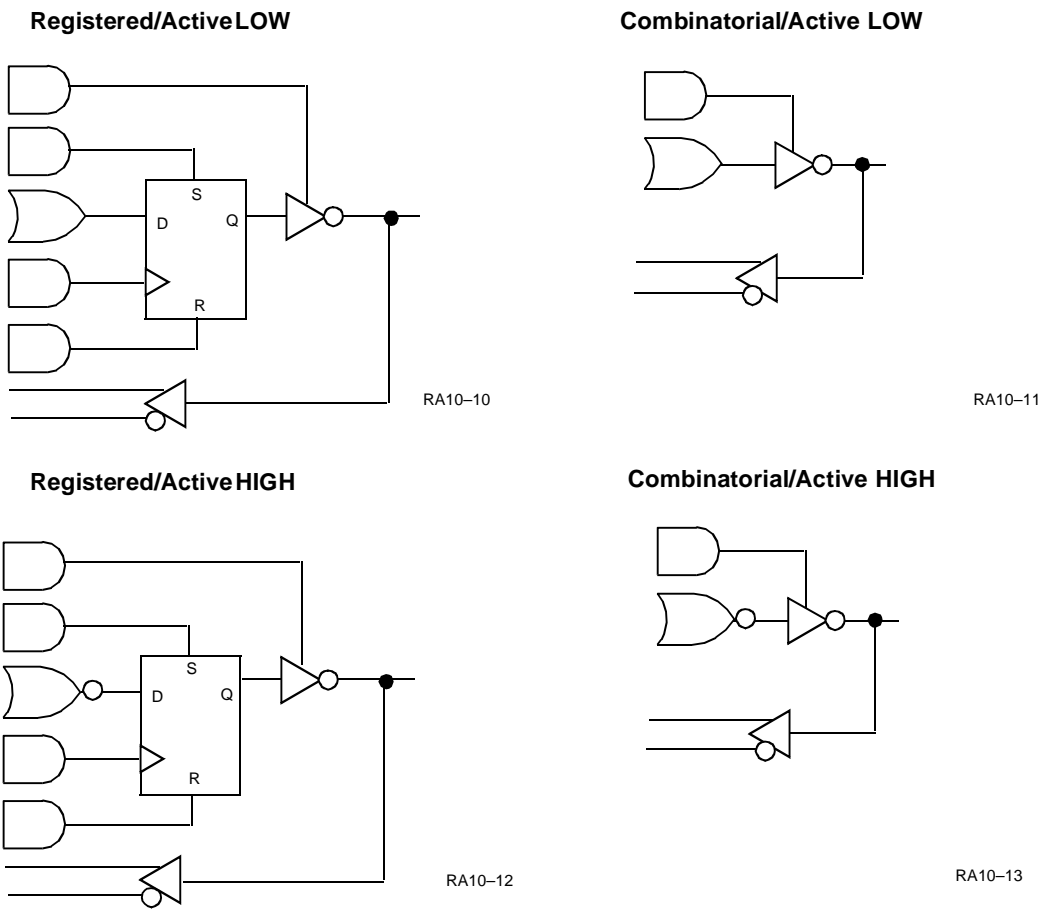 Registered/Active LOW
S
D
Q
R
RA10–10
Combinatorial/Active LOW
RA10–11
Registered/Active HIGH
S
D
Q
R
RA10–12
Combinatorial/Active HIGH
RA10–13